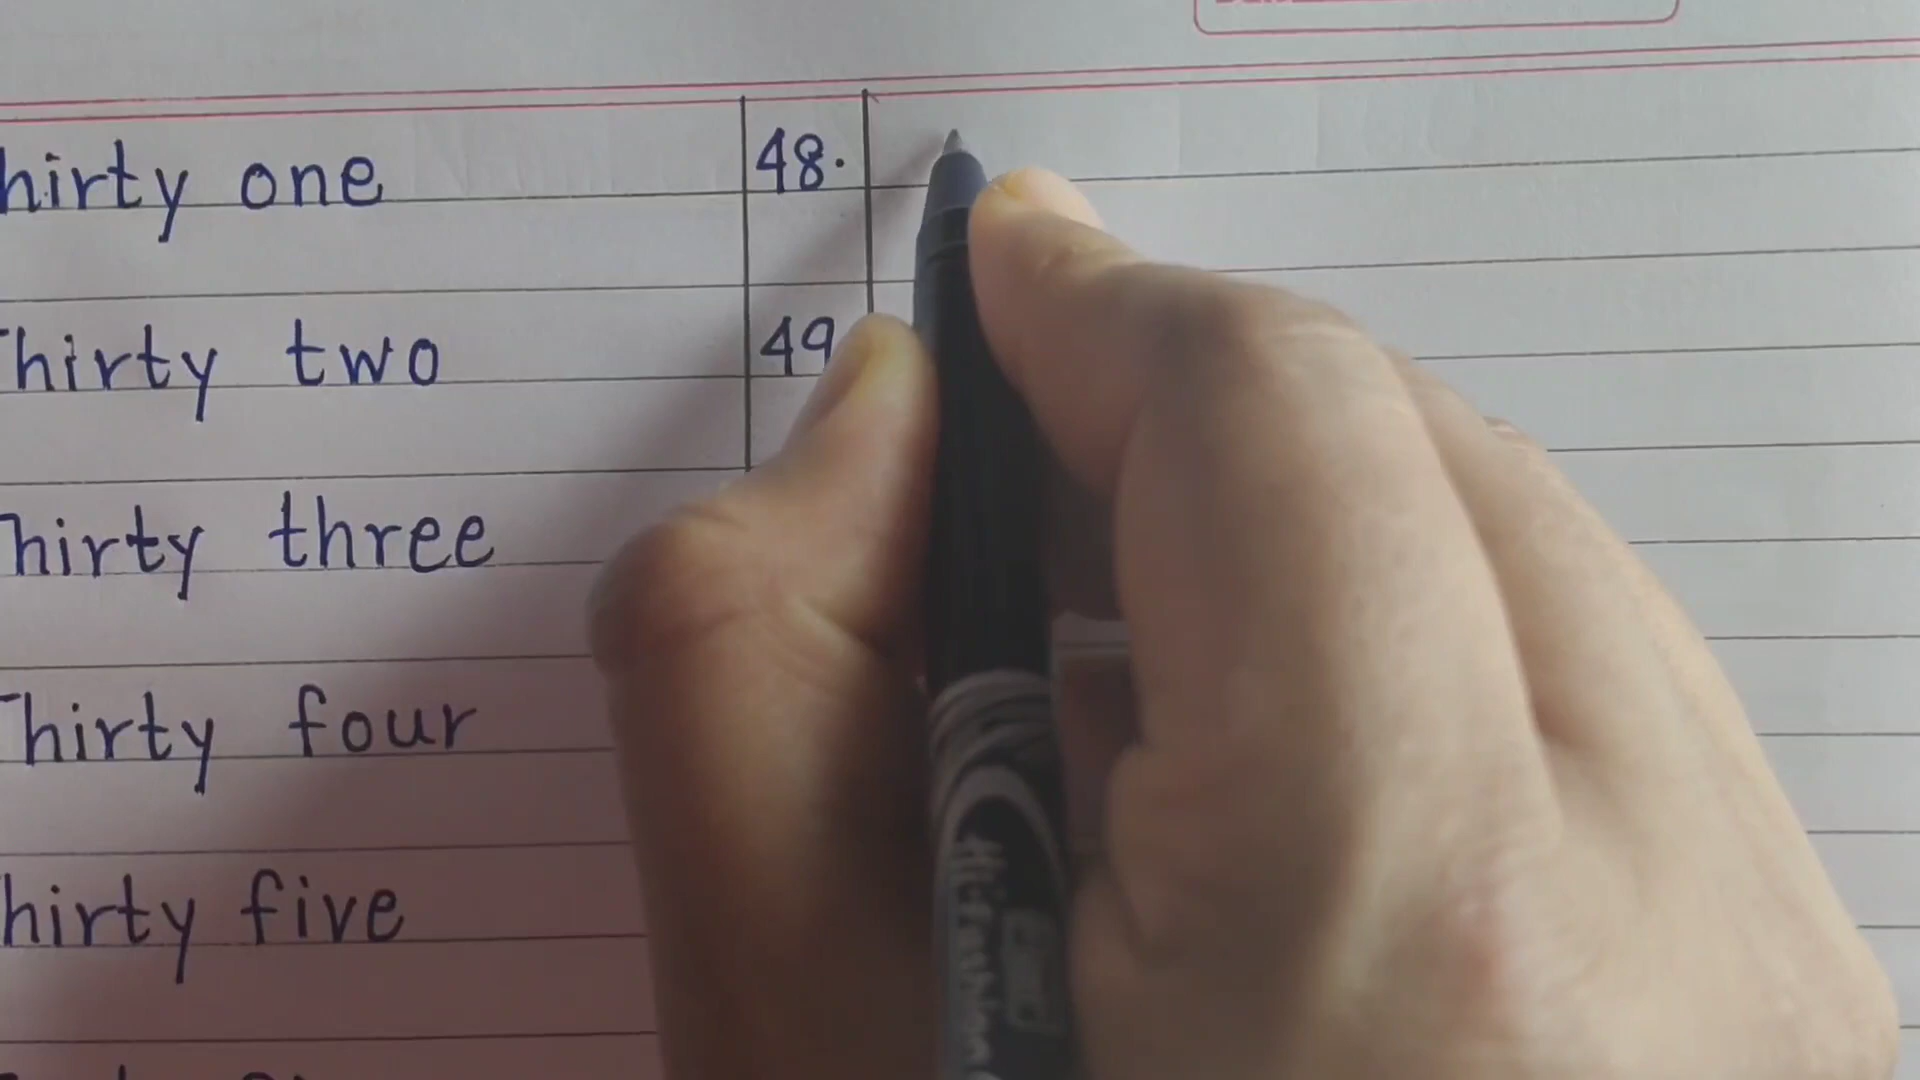 hirty one 48.
Thirty two 49
Thirty three
Thirty four
hirty five